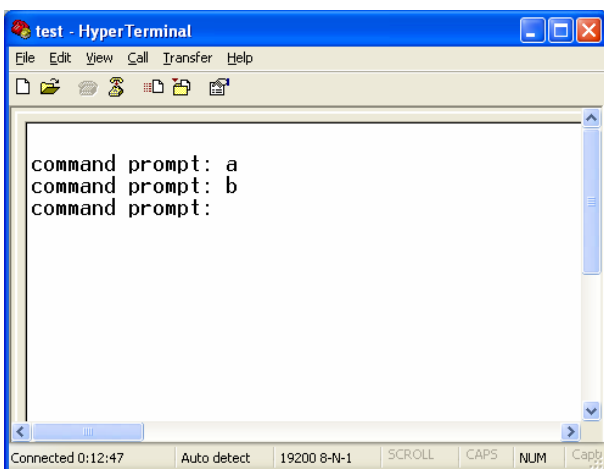 test - HyperTerminal
File Edit View Call Transfer Help
command prompt: a
command prompt: b
command prompt:
Connected 0:12:47 Auto detect 19200 8-N-1 SCROLL CAPS NUM